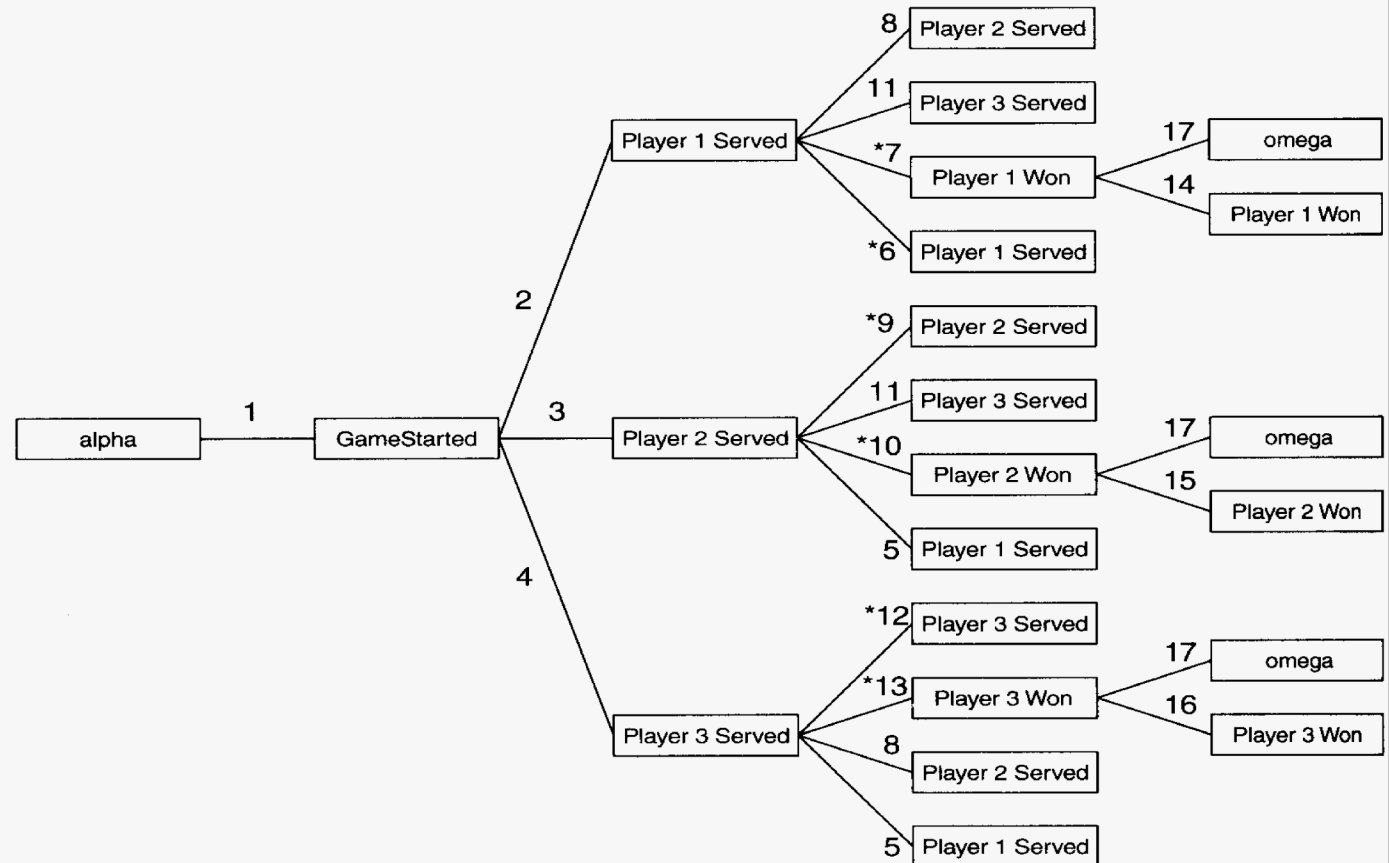 8
Player 2 Served
11
Player 3 Served
Player 1 Served
*7
Player 1 Won
17
omega
14
Player 1 Won
*6
Player 1 Served
2
*9
Player 2 Served
11
Player 3 Served
alpha
1
GameStarted
3
Player 2 Served
*10
Player 2 Won
17
omega
15
Player 2 Won
5
Player 1 Served
4
*12
Player 3 Served
Player 3 Served
*13
Player 3 Won
17
omega
16
Player 3 Won
8
Player 2 Served
5
Player 1 Served